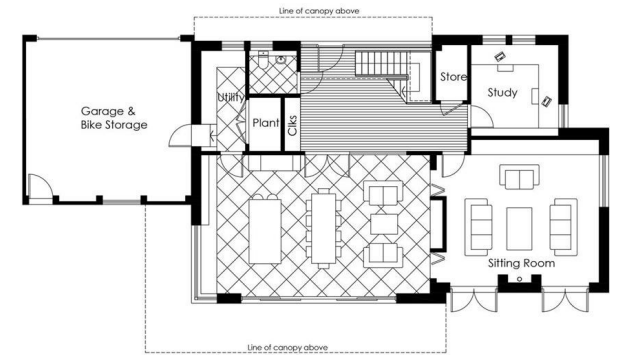 Line of canopy above
Garage &
Bike Storage
Utility
Plant
Clks
Store
Study
Sitting Room
Line of canopy above